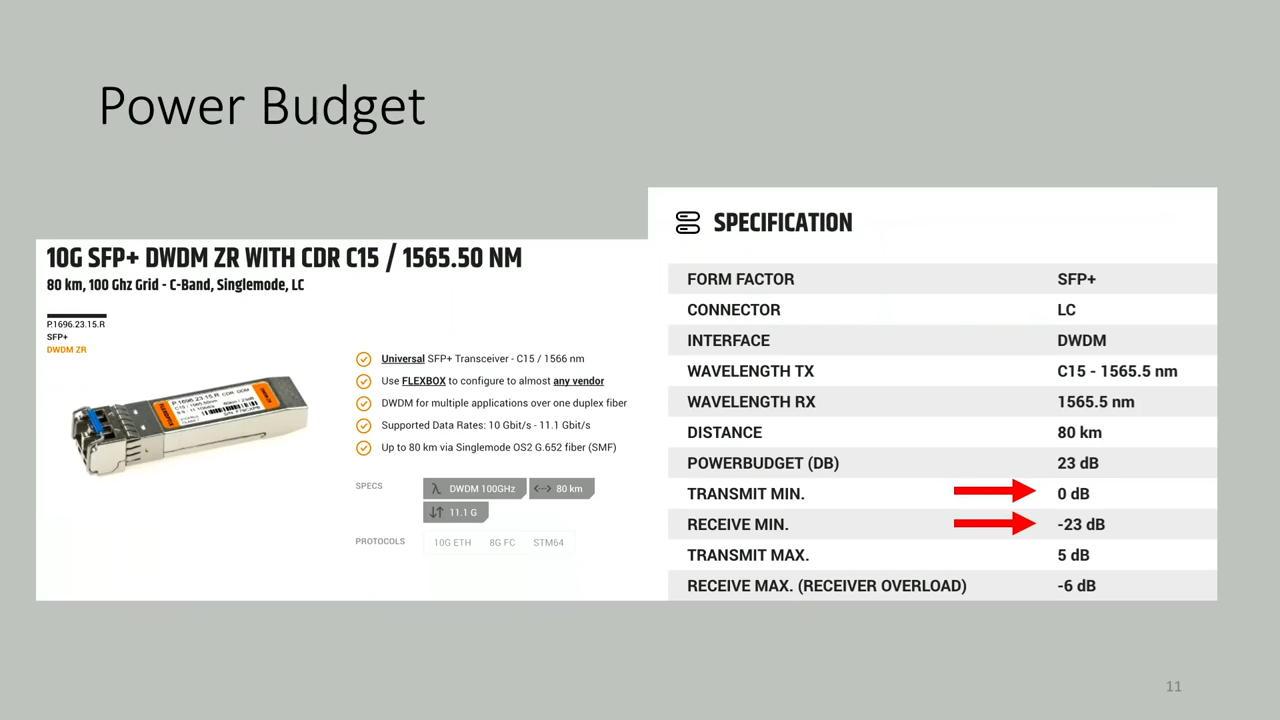 Power Budget
10G SFP+ DWDM ZR WITH CDR C15 / 1565.50 NM
80 km, 100 Ghz Grid - C-Band, Singlemode, LC
P.1696.23.15.R
SFP+
DWDM ZR
Universal SFP+ Transceiver - C15 / 1566 nm
Use FLEXBOX to configure to almost any vendor
DWDM for multiple applications over one duplex fiber
Supported Data Rates: 10 Gbit/s - 11.1 Gbit/s
Up to 80 km via Singlemode OS2 G.652 fiber (SMF)
SPECS
DWDM 100GHz
80 km
11.1 G
PROTOCOLS
10G ETH 8G FC STM64
P.1696.23.15.R
SPECIFICATION
FORM FACTOR SFP+
CONNECTOR LC
INTERFACE DWDM
WAVELENGTH TX C15 - 1565.5 nm
WAVELENGTH RX 1565.5 nm
DISTANCE 80 km
POWERBUDGET (DB) 23 dB
TRANSMIT MIN. 0 dB
RECEIVE MIN. -23 dB
TRANSMIT MAX. 5 dB
RECEIVE MAX. (RECEIVER OVERLOAD) -6 dB
11